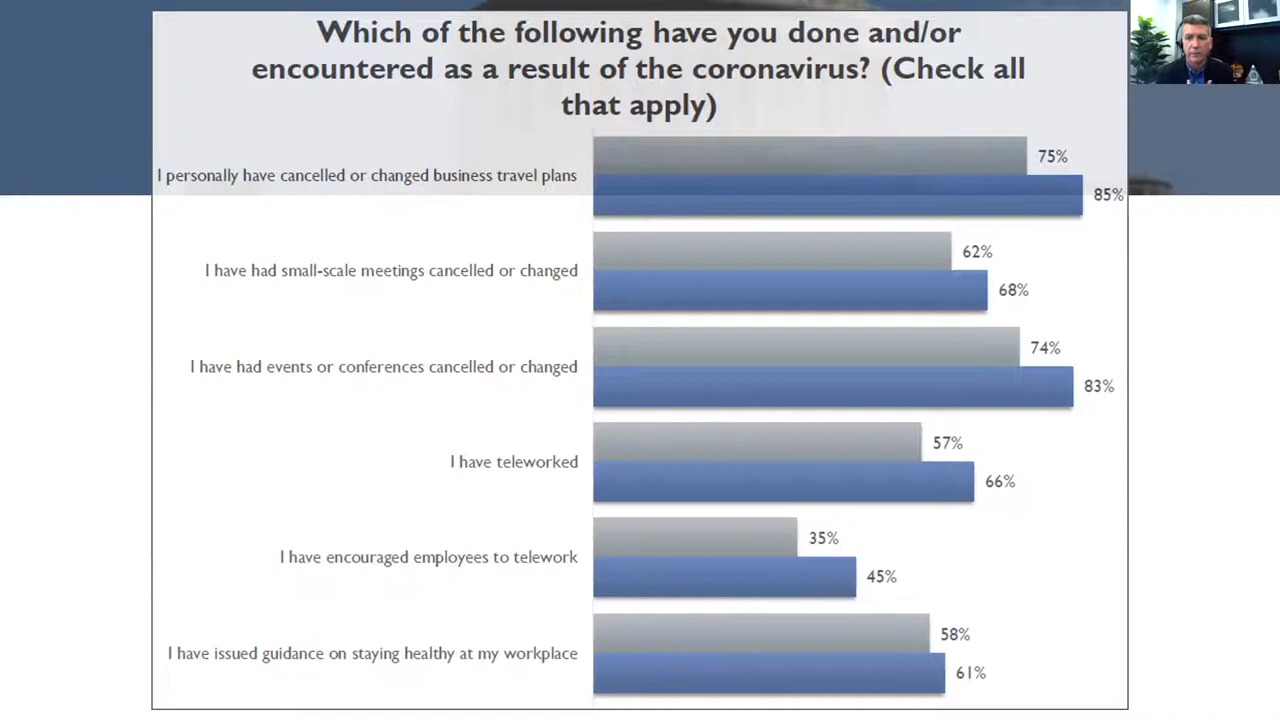 Which of the following have you done and/or
encountered as a result of the coronavirus? (Check all
that apply)
I personally have cancelled or changed business travel plans
75%
85%
I have had small-scale meetings cancelled or changed
62%
68%
I have had events or conferences cancelled or changed
74%
83%
I have teleworked
57%
66%
I have encouraged employees to telework
35%
45%
I have issued guidance on staying healthy at my workplace
58%
61%